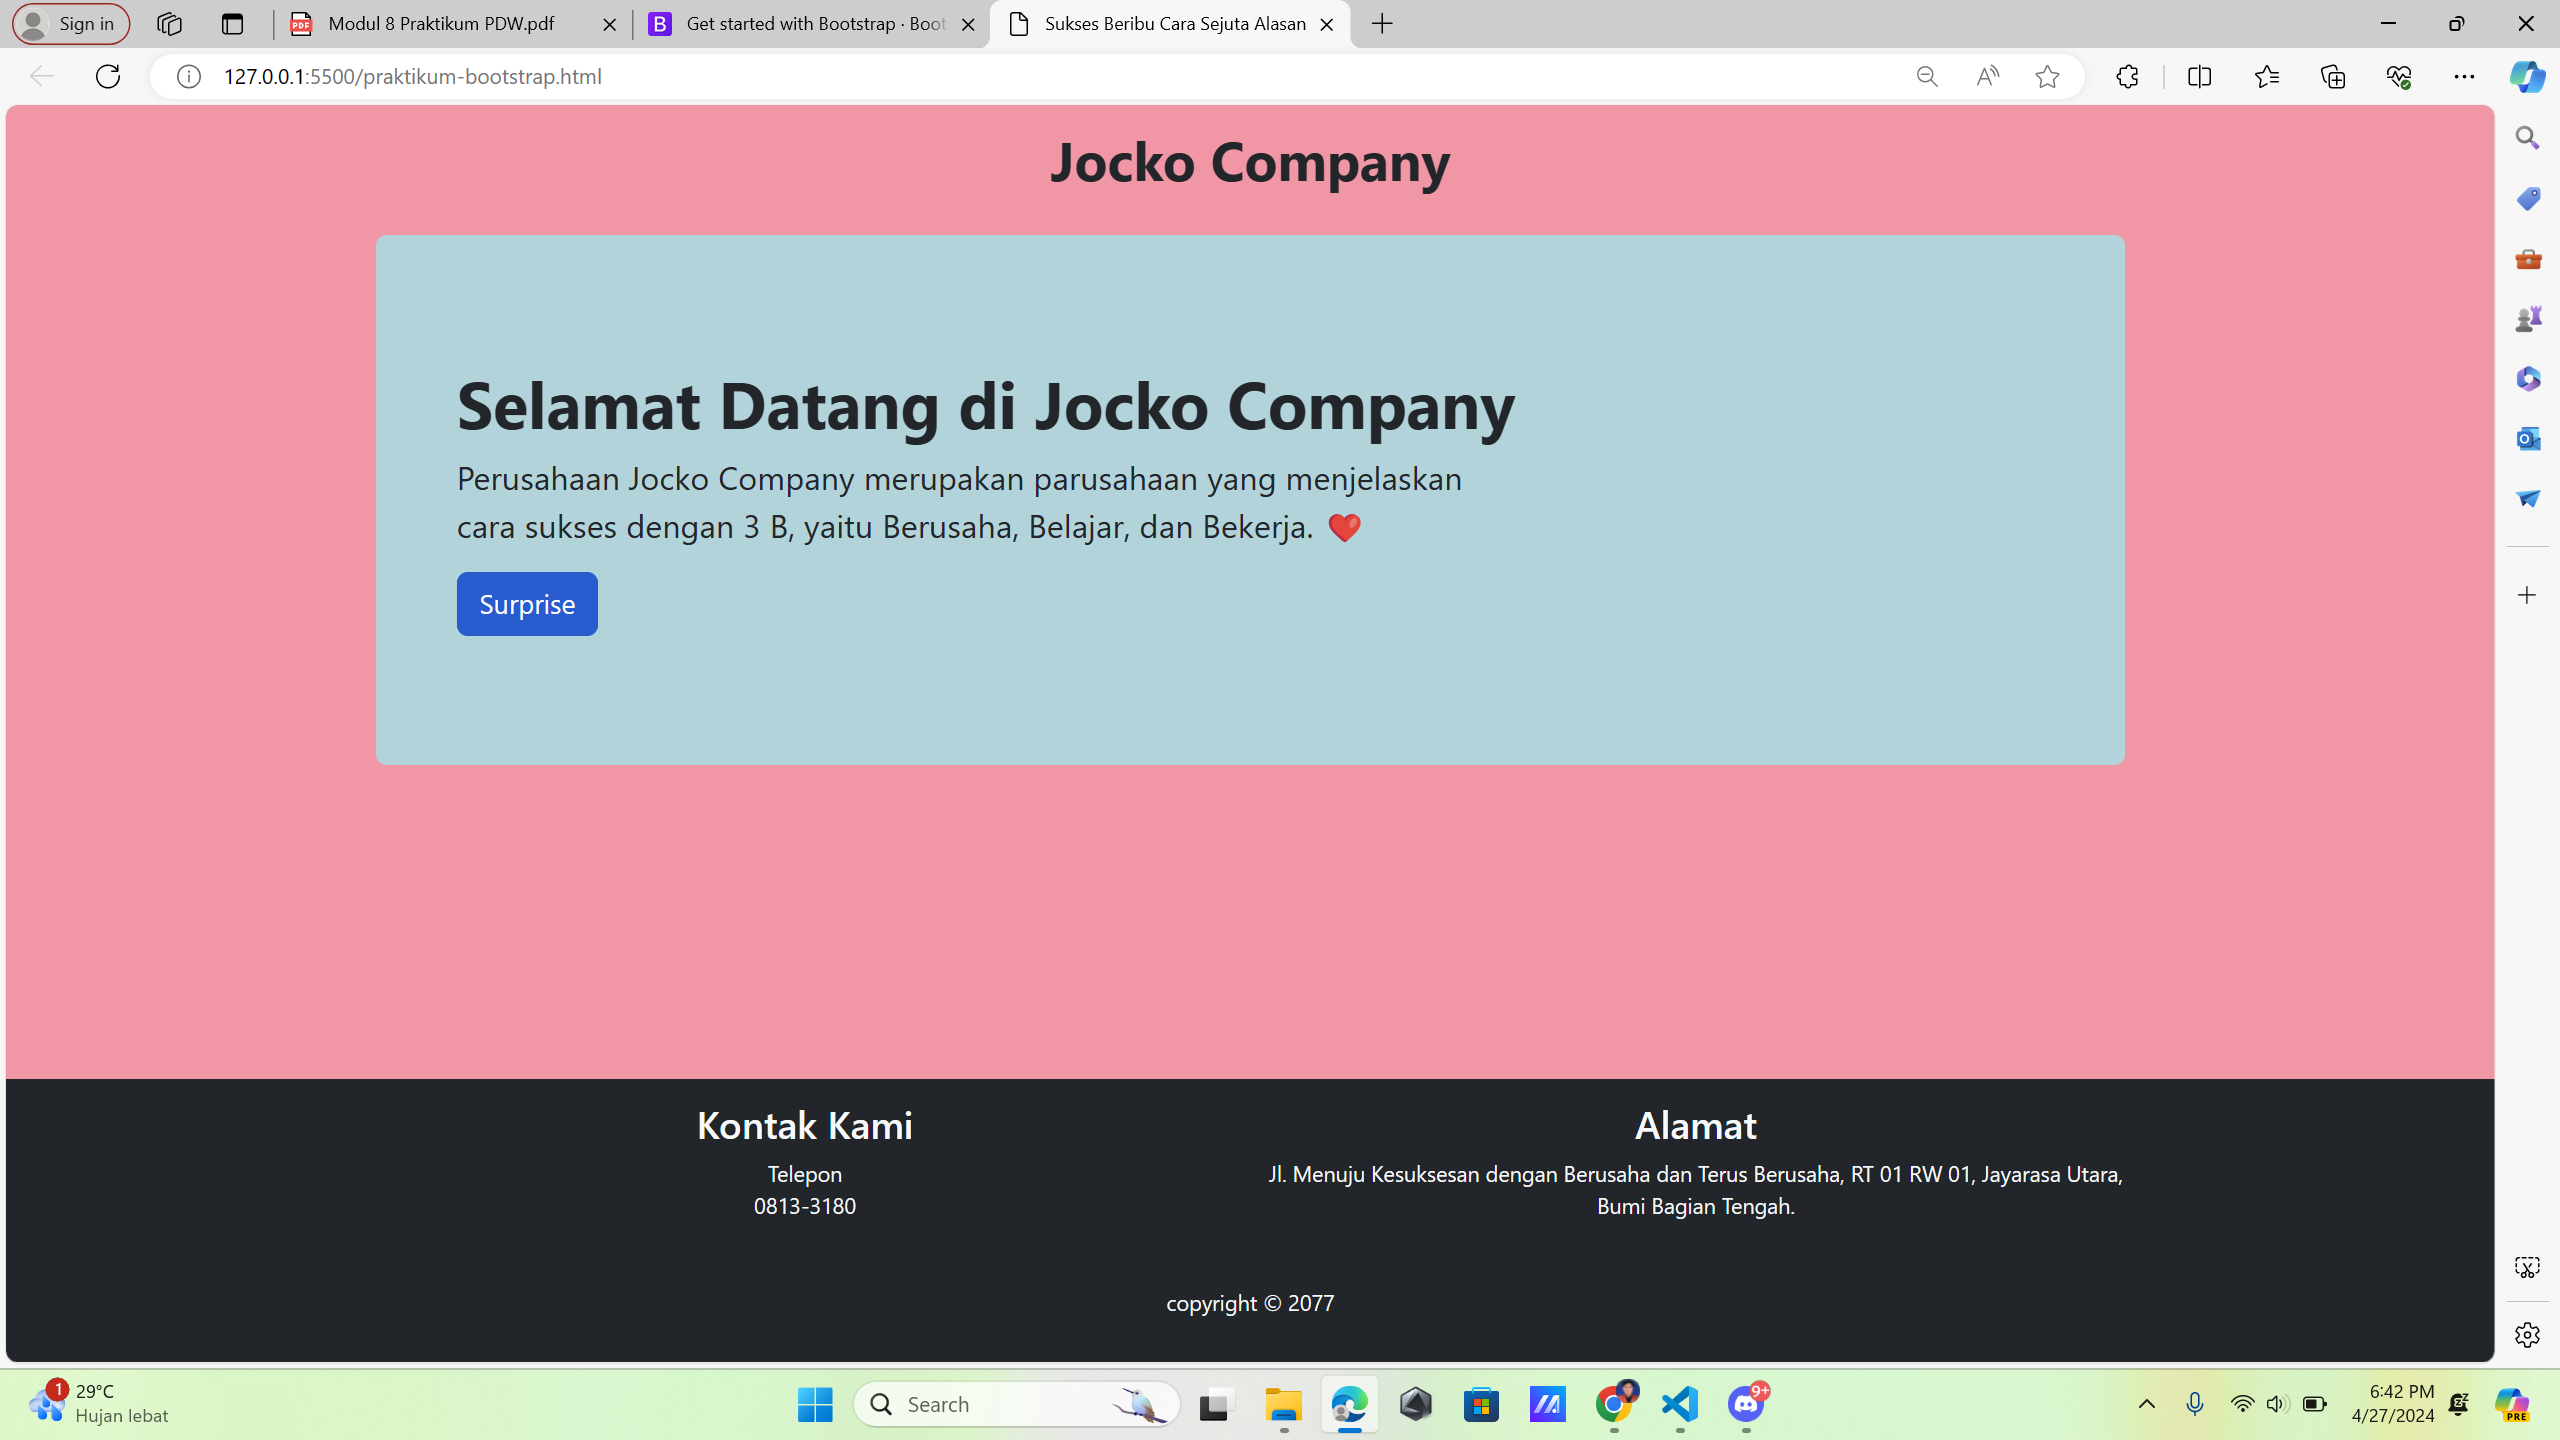 Sign in
Modul 8 Praktikum PDW.pdf
Get started with Bootstrap · Boot
Sukses Beribu Cara Sejuta Alasan
127.0.0.1:5500/praktikum-bootstrap.html
Jocko Company
Selamat Datang di Jocko Company
Perusahaan Jocko Company merupakan parusahaan yang menjelaskan
cara sukses dengan 3 B, yaitu Berusaha, Belajar, dan Bekerja. ❤️
Surprise
Kontak Kami
Telepon
0813-3180
Alamat
Jl. Menuju Kesuksesan dengan Berusaha dan Terus Berusaha, RT 01 RW 01, Jayarasa Utara,
Bumi Bagian Tengah.
copyright © 2077
1
29°C
Hujan lebat
Search
9+
6:42 PM
4/27/2024
PRE